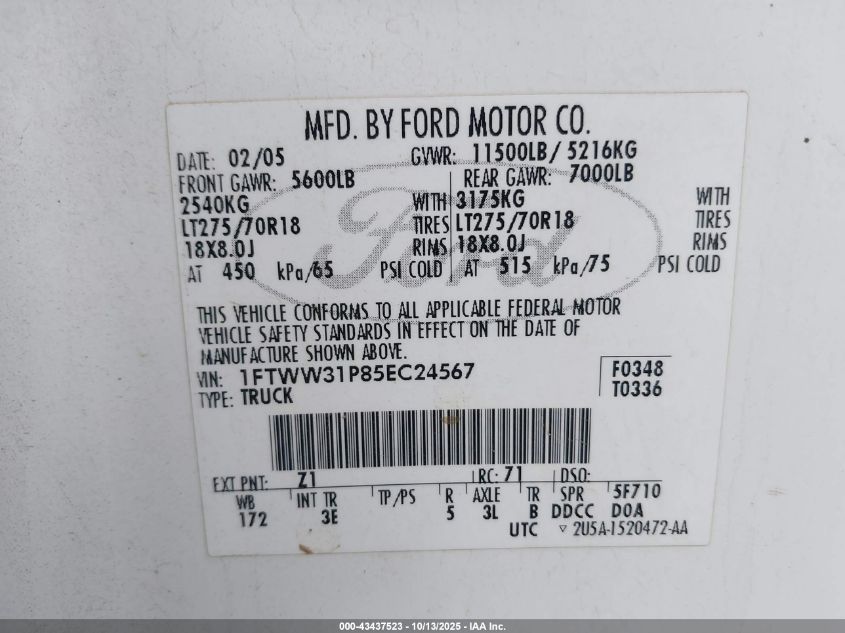 MFD. BY FORD MOTOR CO.
DATE: 02/05 GVWR: 11500LB/ 5216KG
FRONT GAWR: 5600LB REAR GAWR: 7000LB
2540KG WITH 3175KG WITH
LT275/70R18 TIRES LT275/70R18 TIRES
18X8.0J RIMS 18X8.0J RIMS
AT 450 kPa/65 PSI COLD AT 515 kPa/75 PSI COLD
Ford
THIS VEHICLE CONFORMS TO ALL APPLICABLE FEDERAL MOTOR
VEHICLE SAFETY STANDARDS IN EFFECT ON THE DATE OF
MANUFACTURE SHOWN ABOVE.
VIN: 1FTWW31P85EC24567 F0348
TYPE: TRUCK T0336
EXT PNT: Z1 RC: 71 DSO:
WB INT TR TP/PS R AXLE TR SPR 5F710
172 3E 5 3L B DDCC DOA
UTC ▽ 2U5A-1520472-AA
000-43437523 - 10/13/2025 - IAA Inc.